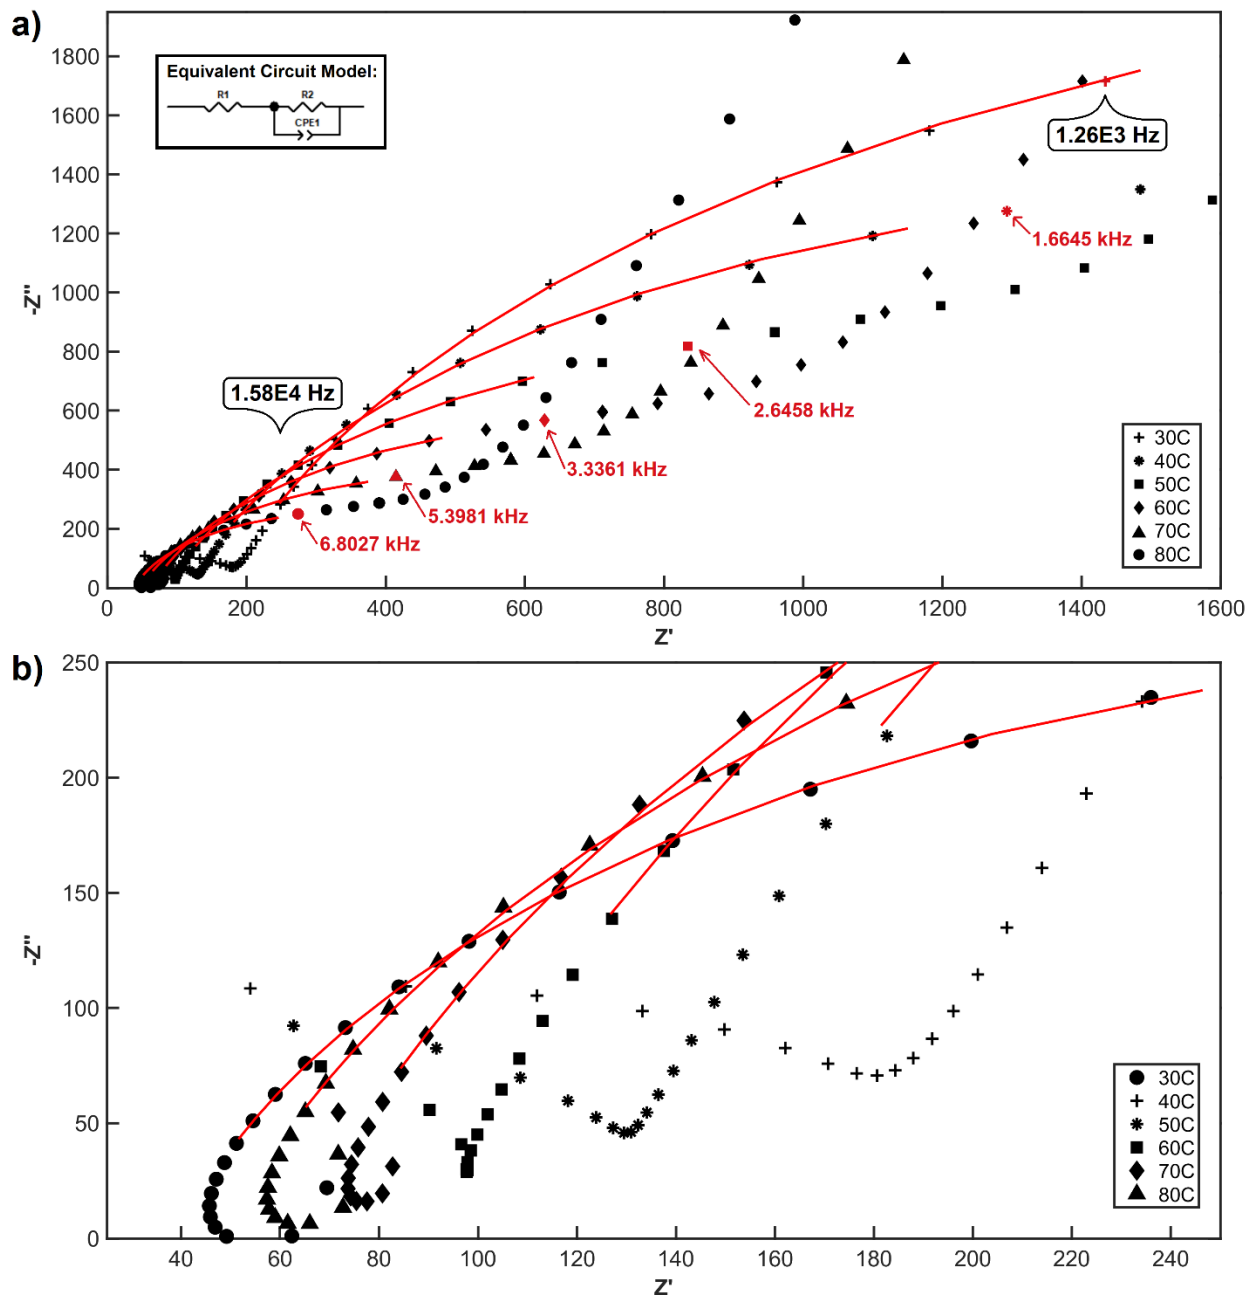 a)
Equivalent Circuit Model:
R1
R2
CPE1
1.26E3 Hz
1.58E4 Hz
1.6645 kHz
2.6458 kHz
3.3361 kHz
5.3981 kHz
6.8027 kHz
30C
40C
50C
60C
70C
80C
1800
1600
1400
1200
1000
800
600
400
200
0
-Z''
0 200 400 600 800 1000 1200 1400 1600
Z'
b)
250
200
150
100
50
0
-Z''
30C
40C
50C
60C
70C
80C
40 60 80 100 120 140 160 180 200 220 240
Z'